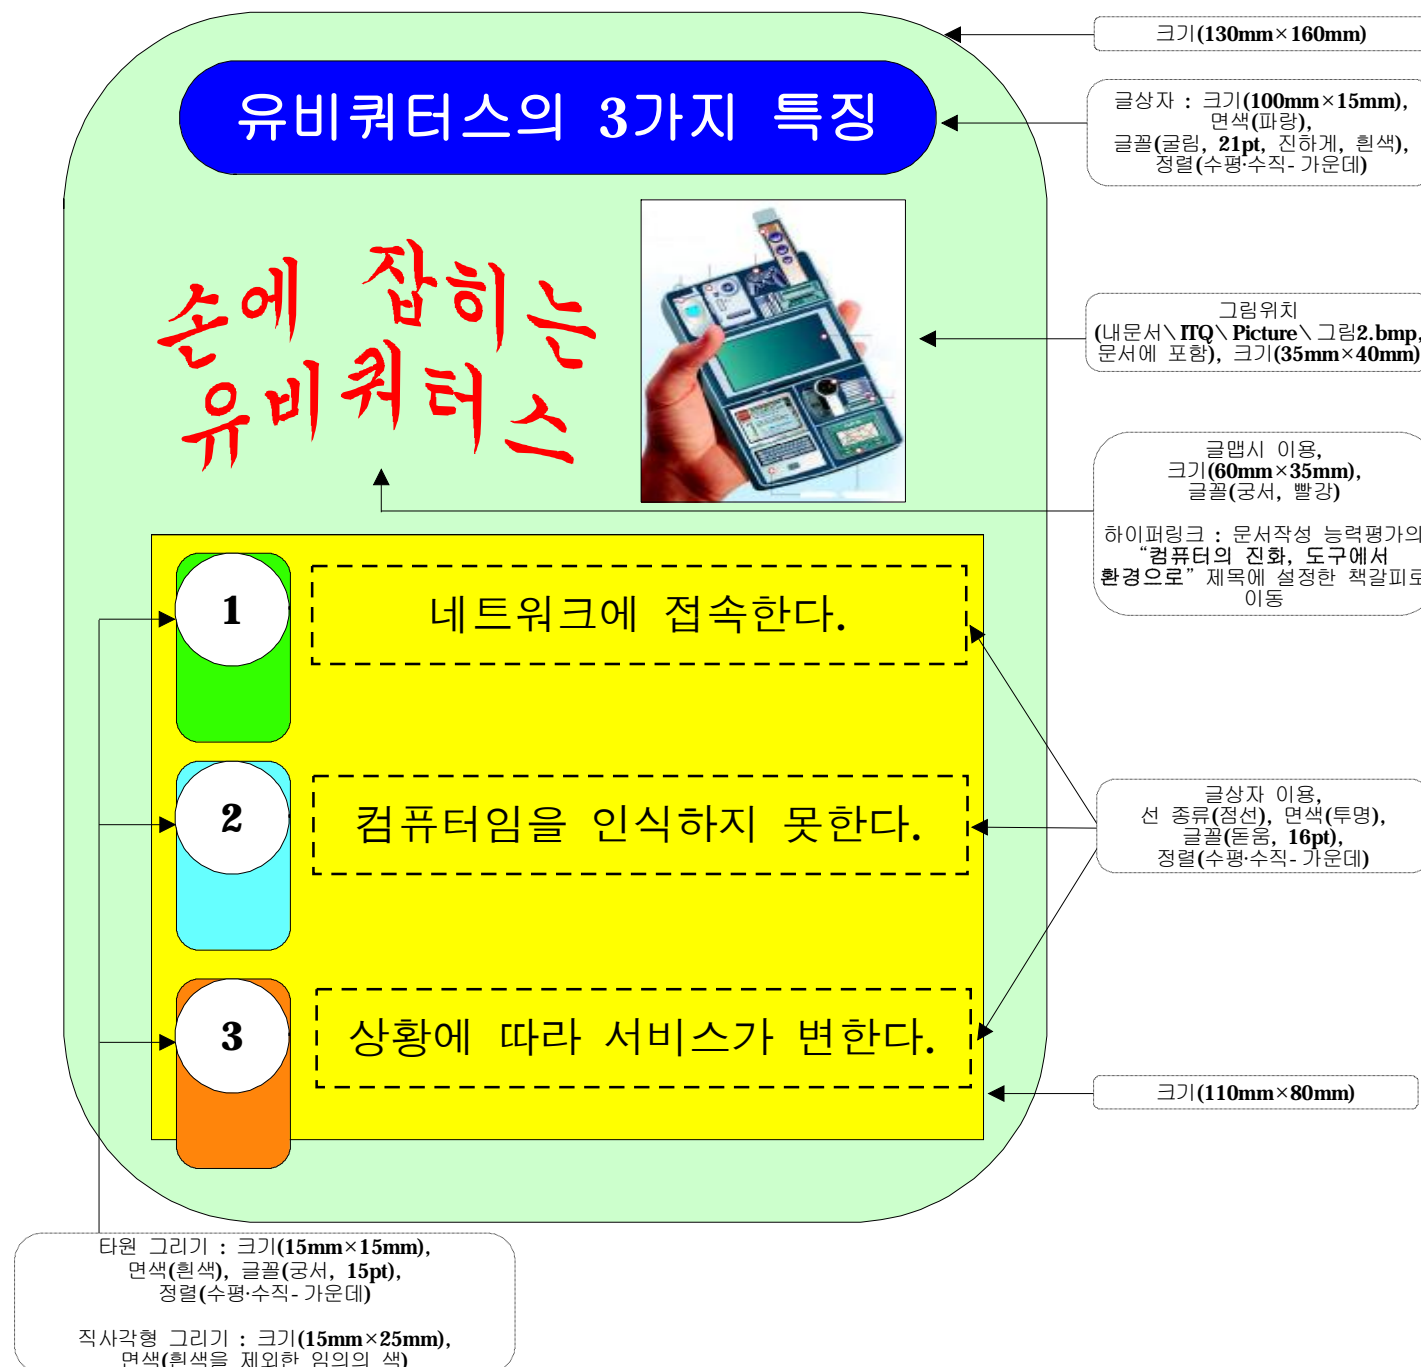 크기(130mm×160mm)
유비쿼터스의 3가지 특징
글상자 : 크기(100mm×15mm),
면색(파랑),
글꼴(굴림, 21pt, 진하게, 흰색),
정렬(수평·수직-가운데)
손에 잡히는
유비쿼터스
그림위치
(내문서\ITQ\Picture\그림2.bmp,
문서에 포함), 크기(35mm×40mm)
글맵시 이용,
크기(60mm×35mm),
글꼴(궁서, 빨강)
하이퍼링크 : 문서작성 능력평가의
“컴퓨터의 진화, 도구에서
환경으로” 제목에 설정한 책갈피로
이동
1
네트워크에 접속한다.
2
컴퓨터임을 인식하지 못한다.
글상자 이용,
선 종류(점선), 면색(투명),
글꼴(돋움, 16pt),
정렬(수평·수직-가운데)
3
상황에 따라 서비스가 변한다.
크기(110mm×80mm)
타원 그리기 : 크기(15mm×15mm),
면색(흰색), 글꼴(궁서, 15pt),
정렬(수평·수직-가운데)
직사각형 그리기 : 크기(15mm×25mm),
면색(흰색을 제외한 임의의 색)